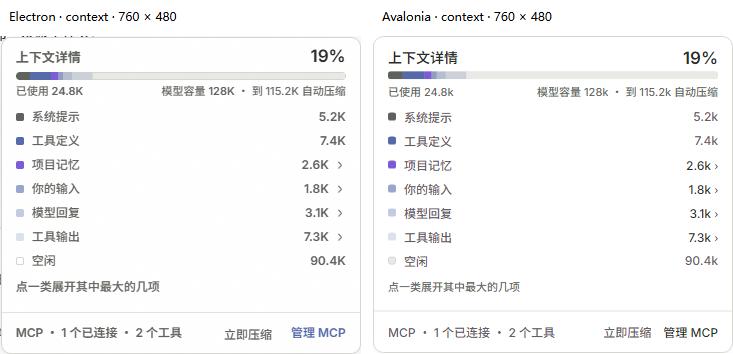 Electron · context · 760 × 480
上下文详情
19%
已使用 24.8K
模型容量 128K · 到 115.2K 自动压缩
系统提示
5.2K
工具定义
7.4K
项目记忆
2.6K ›
你的输入
1.8K ›
模型回复
3.1K ›
工具输出
7.3K ›
空闲
90.4K
点一类展开其中最大的几项
MCP · 1 个已连接 · 2 个工具
立即压缩
管理 MCP
Avalonia · context · 760 × 480
上下文详情
19%
已使用 24.8k
模型容量 128k · 到 115.2k 自动压缩
系统提示
5.2k
工具定义
7.4k
项目记忆
2.6k ›
你的输入
1.8k ›
模型回复
3.1k ›
工具输出
7.3k ›
空闲
90.4k
点一类展开其中最大的几项
MCP · 1 个已连接 · 2 个工具
立即压缩
管理 MCP